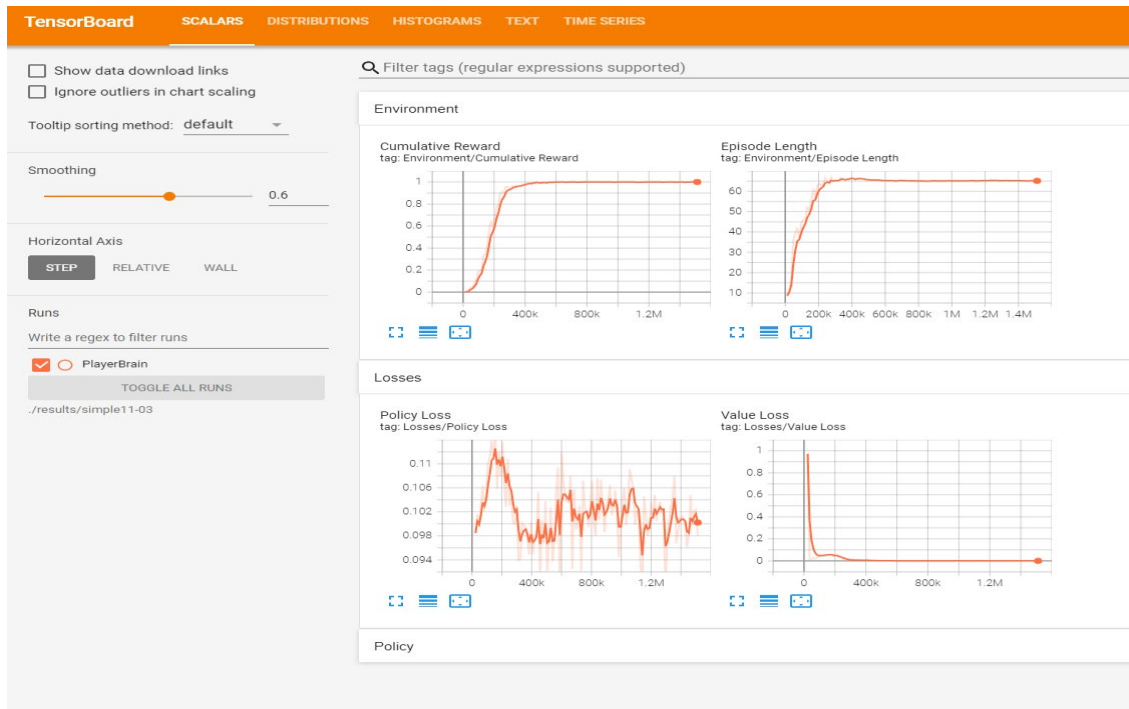 TensorBoard SCALARS DISTRIBUTIONS HISTOGRAMS TEXT TIME SERIES
Show data download links
Ignore outliers in chart scaling
Tooltip sorting method: default
Smoothing
0.6
Horizontal Axis
STEP RELATIVE WALL
Runs
Write a regex to filter runs
PlayerBrain
TOGGLE ALL RUNS
./results/simple11-03
Filter tags (regular expressions supported)
Environment
Cumulative Reward
tag: Environment/Cumulative Reward
1
0.8
0.6
0.4
0.2
0
0 400k 800k 1.2M
Episode Length
tag: Environment/Episode Length
60
50
40
30
20
10
0 200k 400k 600k 800k 1M 1.2M 1.4M
Losses
Policy Loss
tag: Losses/Policy Loss
0.11
0.106
0.102
0.098
0.094
0 400k 800k 1.2M
Value Loss
tag: Losses/Value Loss
1
0.8
0.6
0.4
0.2
0
0 400k 800k 1.2M
Policy